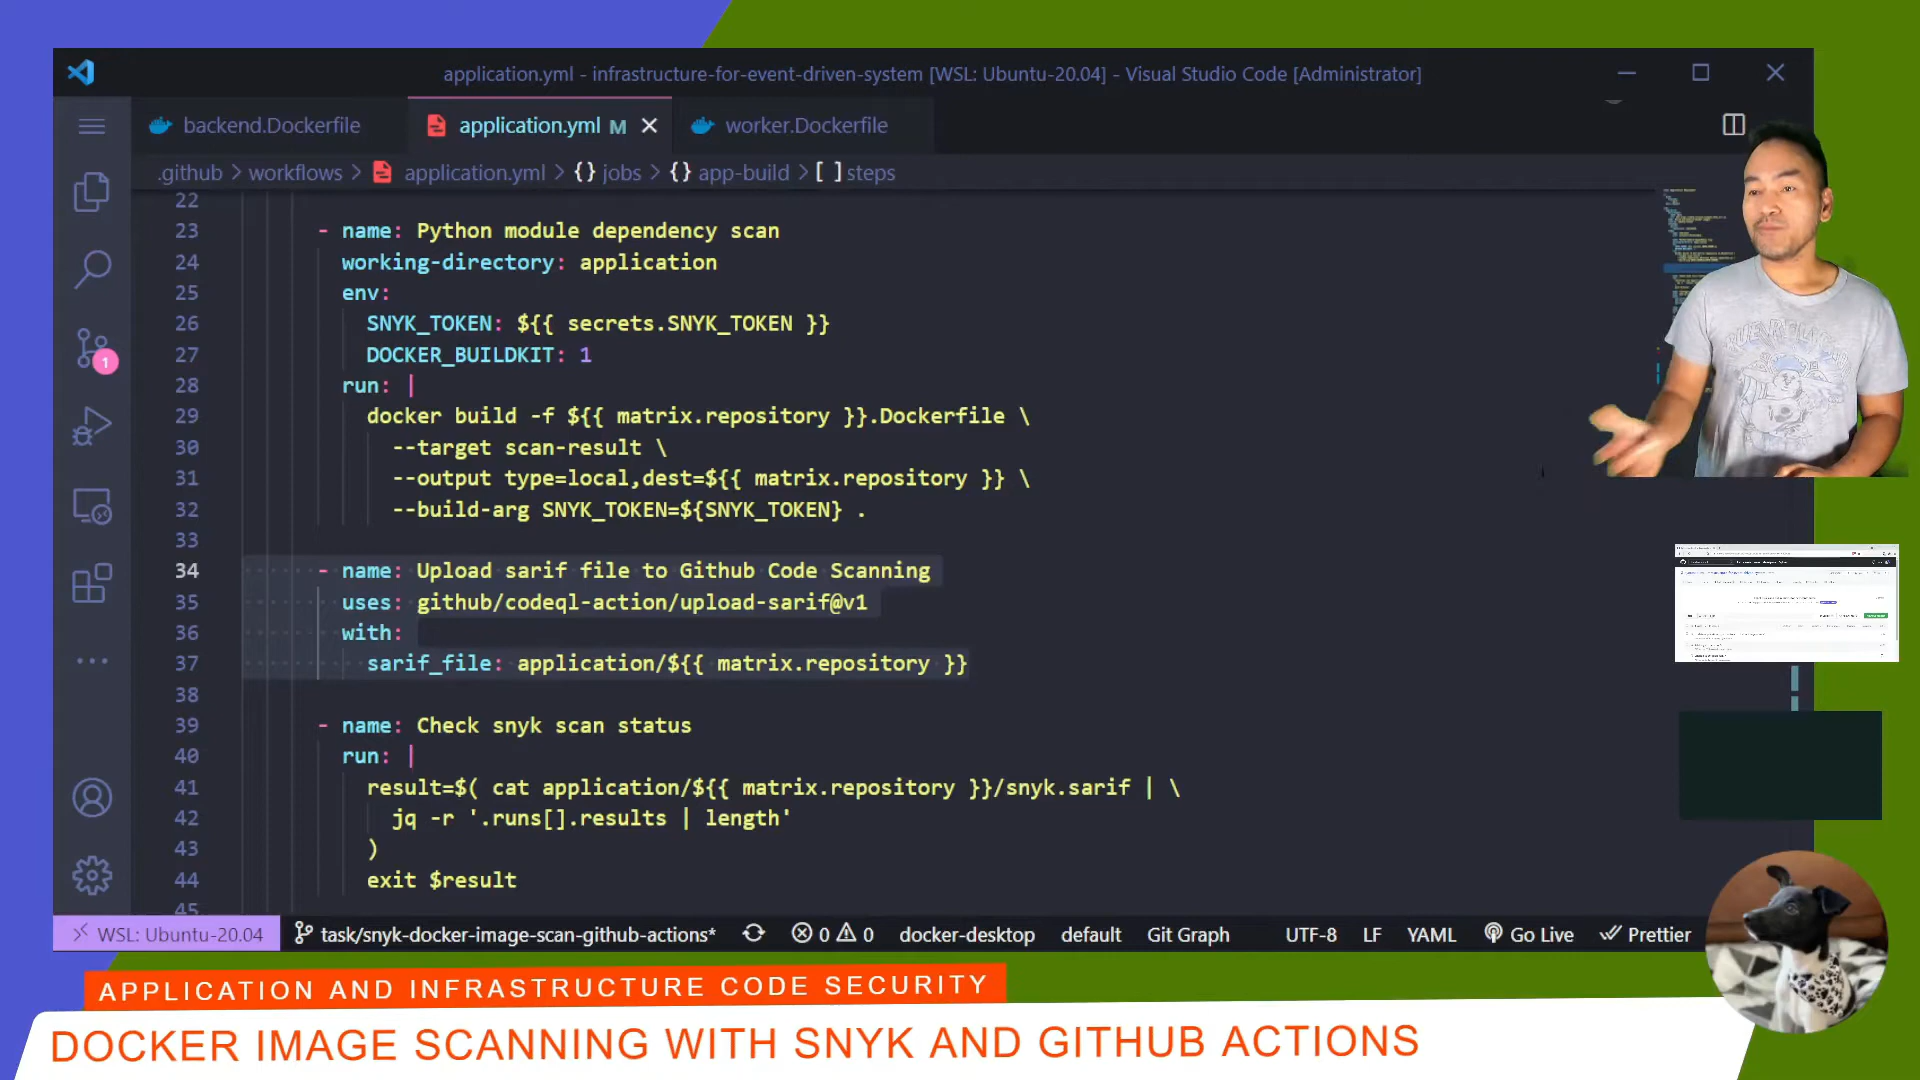 application.yml - infrastructure-for-event-driven-system [WSL: Ubuntu-20.04] - Visual Studio Code [Administrator]
backend.Dockerfile
application.yml M
worker.Dockerfile
.github > workflows > application.yml > {} jobs > {} app-build > [ ] steps
22
23 - name: Python module dependency scan
24 working-directory: application
25 env:
26 SNYK_TOKEN: ${{ secrets.SNYK_TOKEN }}
27 DOCKER_BUILDKIT: 1
28 run: |
29 docker build -f ${{ matrix.repository }}.Dockerfile \
30 --target scan-result \
31 --output type=local,dest=${{ matrix.repository }} \
32 --build-arg SNYK_TOKEN=${SNYK_TOKEN} .
33
34 - name: Upload sarif file to Github Code Scanning
35 uses: github/codeql-action/upload-sarif@v1
36 with:
37 sarif_file: application/${{ matrix.repository }}
38
39 - name: Check snyk scan status
40 run: |
41 result=$( cat application/${{ matrix.repository }}/snyk.sarif | \
42 jq -r '.runs[].results | length'
43 )
44 exit $result
45
1
WSL: Ubuntu-20.04 task/snyk-docker-image-scan-github-actions* 0 0 docker-desktop default Git Graph UTF-8 LF YAML Go Live Prettier
APPLICATION AND INFRASTRUCTURE CODE SECURITY
DOCKER IMAGE SCANNING WITH SNYK AND GITHUB ACTIONS